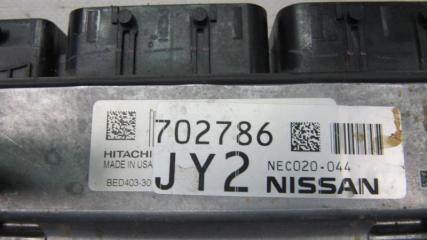 702786
HITACHI
MADE IN USA
JY2
NEC020-044
BED403-30
NISSAN